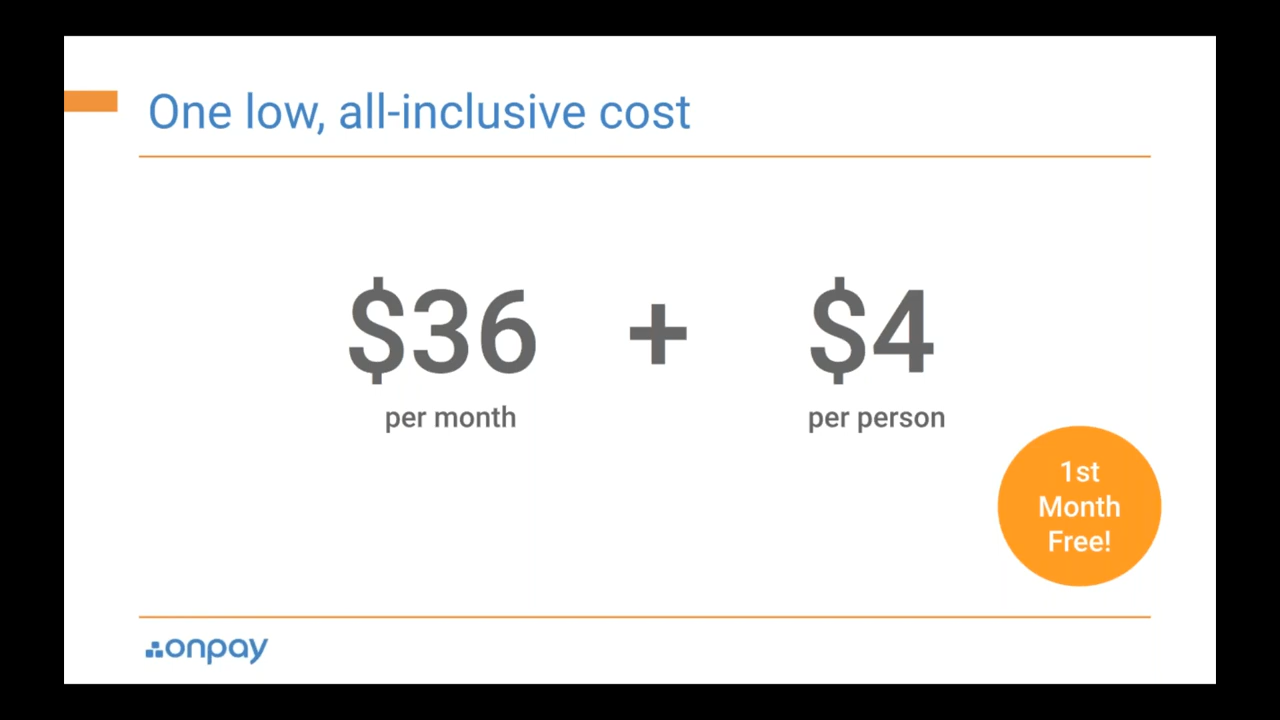 One low, all-inclusive cost
$36 + $4
per month per person
1st
Month
Free!
onpay